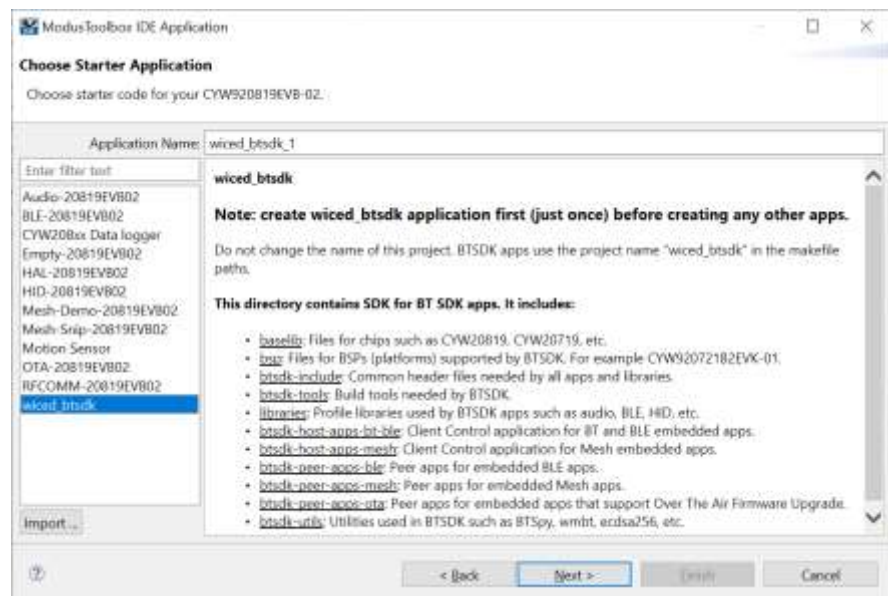 ModusToolbox IDE Application
Choose Starter Application
Choose starter code for your CYW920819EVB-02.
Application Name: wiced_btsdk_1
Enter filter text
Audio-20819EVB02
BLE-20819EVB02
CYW208xx Data logger
Empty-20819EVB02
HAL-20819EVB02
HID-20819EVB02
Mesh-Demo-20819EVB02
Mesh-Snip-20819EVB02
Motion Sensor
OTA-20819EVB02
RFCOMM-20819EVB02
wiced_btsdk
Import ...
wiced_btsdk
Note: create wiced_btsdk application first (just once) before creating any other apps.
Do not change the name of this project. BTSDK apps use the project name "wiced_btsdk" in the makefile
paths.
This directory contains SDK for BT SDK apps. It includes:
• baselib: Files for chips such as CYW20819, CYW20719, etc.
• bsp: Files for BSPs (platforms) supported by BTSDK. For example CYW920721B2EVK-01.
• btsdk-include: Common header files needed by all apps and libraries.
• btsdk-tools: Build tools needed by BTSDK.
• libraries: Profile libraries used by BTSDK apps such as audio, BLE, HID, etc.
• btsdk-host-apps-bt-ble: Client Control application for BT and BLE embedded apps.
• btsdk-host-apps-mesh: Client Control application for Mesh embedded apps.
• btsdk-peer-apps-ble: Peer apps for embedded BLE apps.
• btsdk-peer-apps-mesh: Peer apps for embedded Mesh apps.
• btsdk-peer-apps-ota: Peer apps for embedded apps that support Over The Air Firmware Upgrade.
• btsdk-utils: Utilities used in BTSDK such as BTSpy, wmbt, ecdsa256, etc.
< Back
Next >
Finish
Cancel